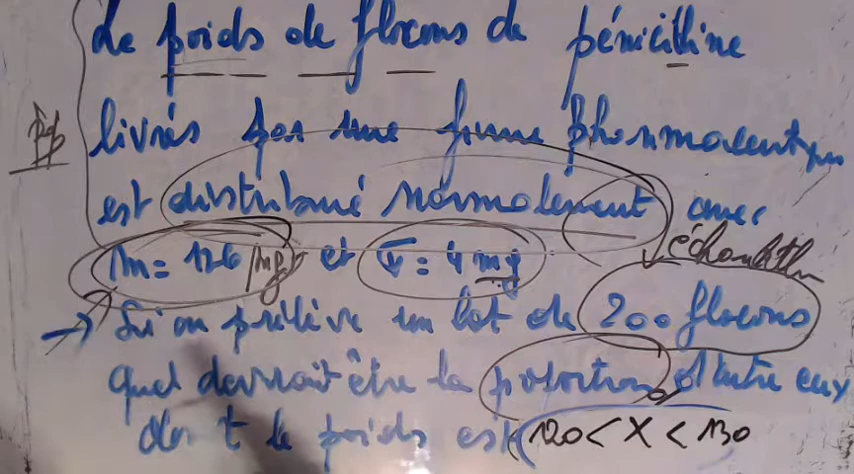 Le poids de flacons de pénicilline
livrés par une firme pharmaceutique
pop
est distribué normalement avec
m = 126 mg et σ = 4 mg
échantillon
Si on prélève un lot de 200 flacons
quel devrait être la proportion d'entre eux
dont le poids est 120 < X < 130